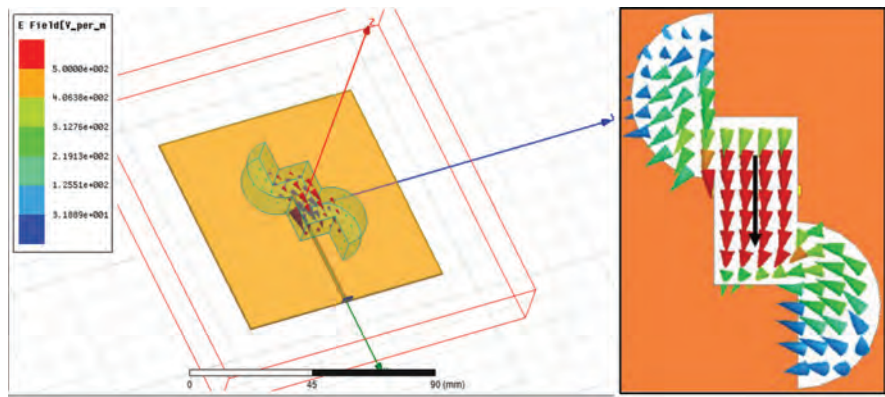 E Field[V_per_m
5.0000e+002
4.0638e+002
3.1276e+002
2.1913e+002
1.2551e+002
3.1889e+001
Z
0
45
90 (mm)